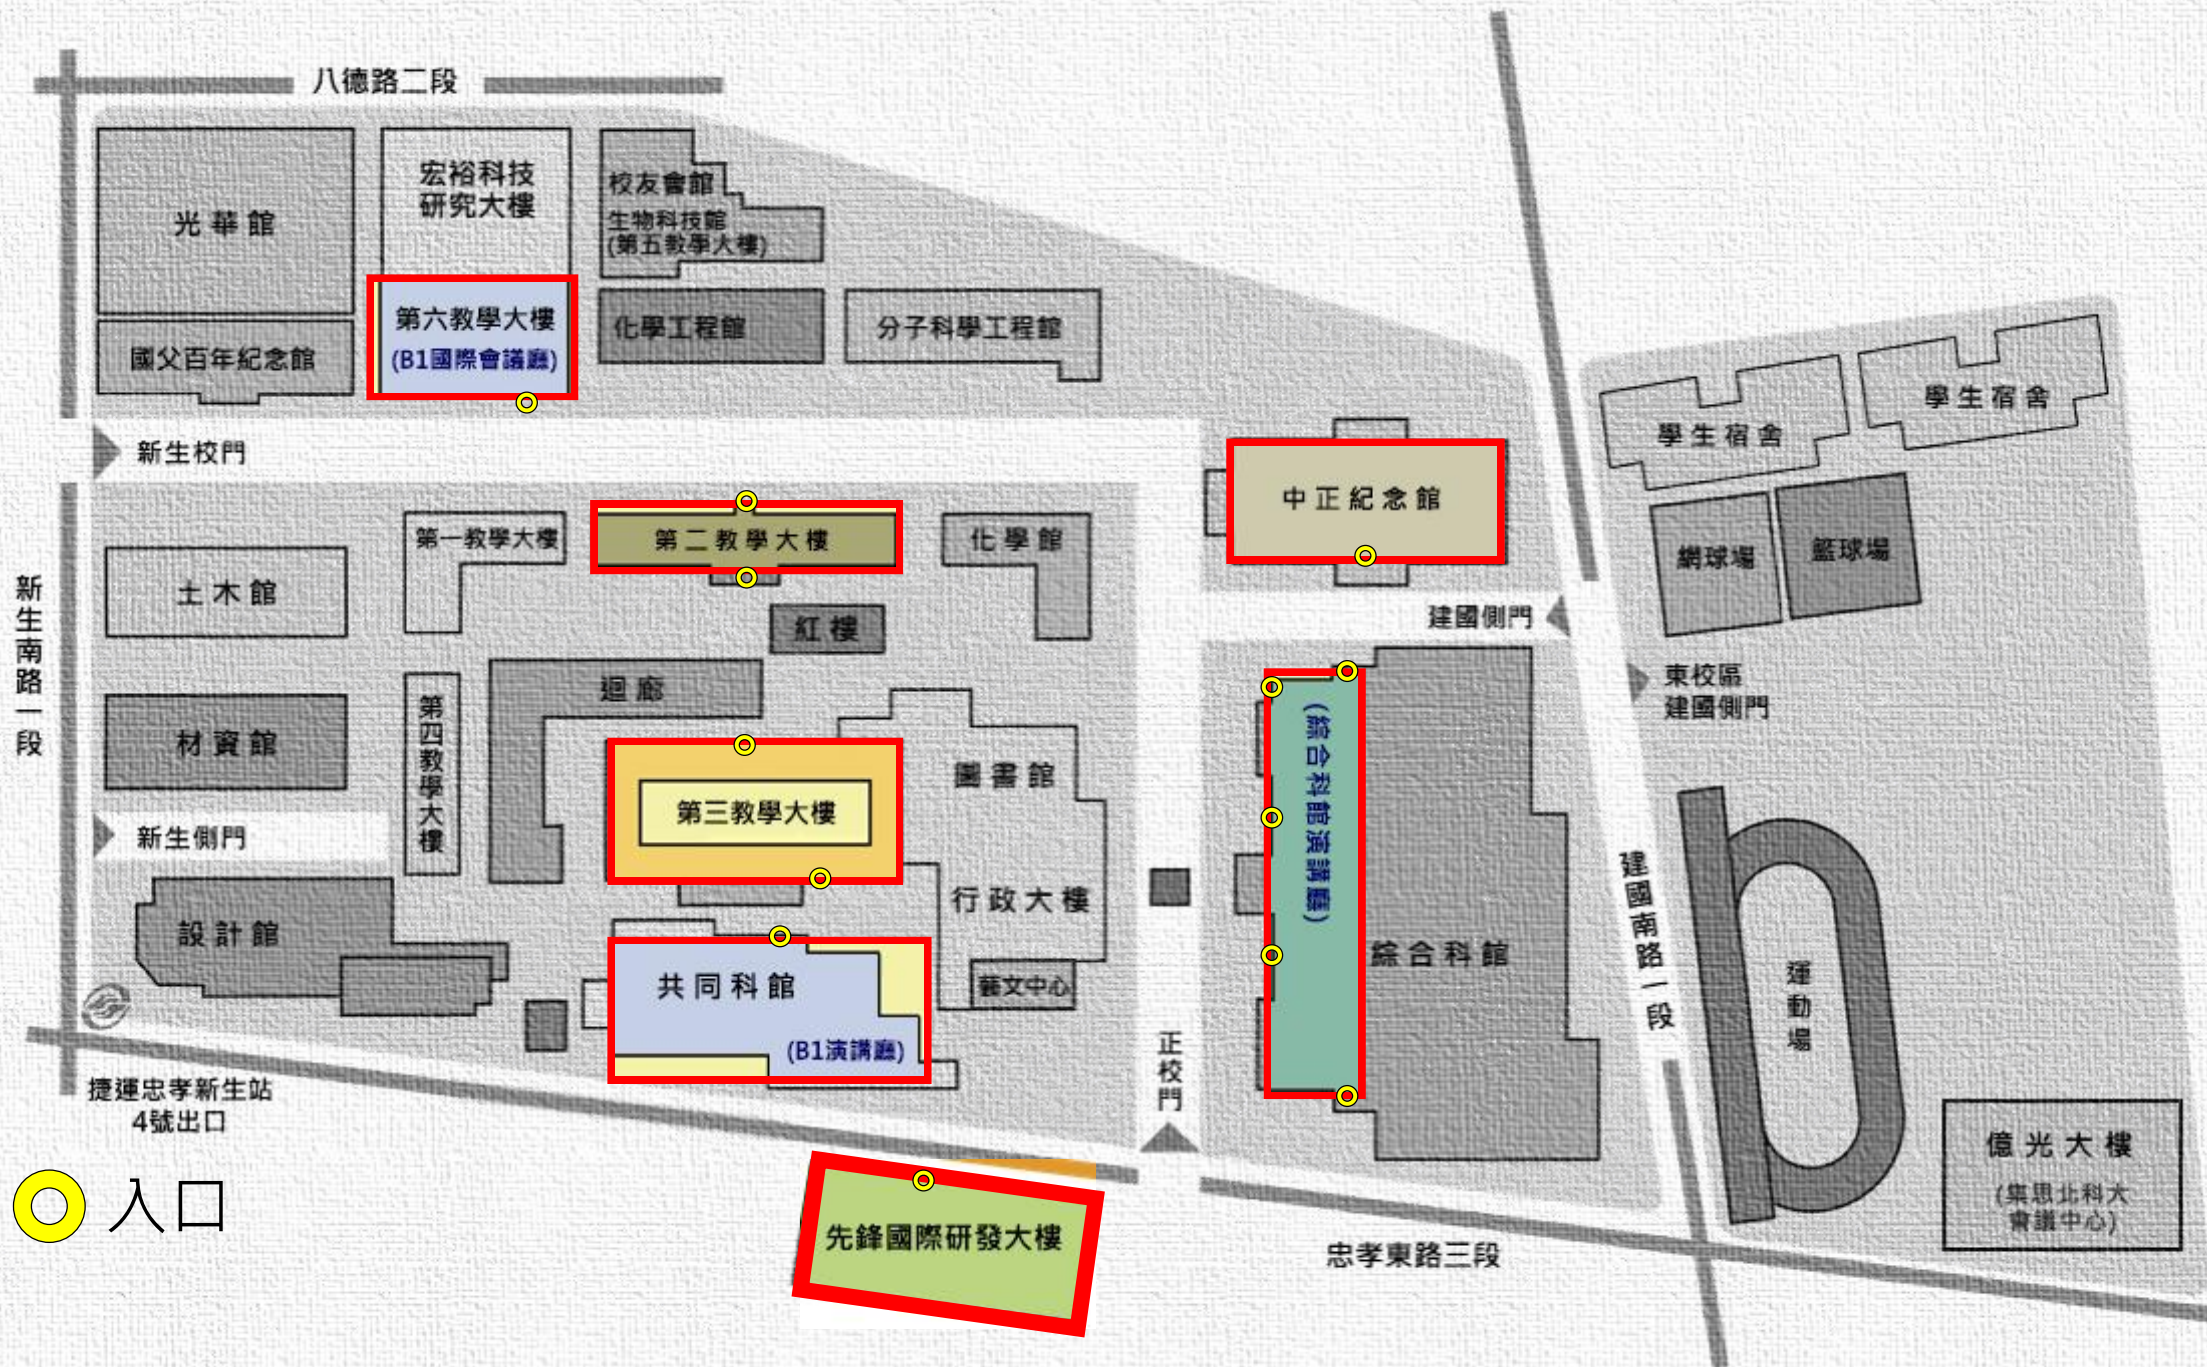 八德路二段
宏裕科技
研究大樓
校友會館
生物科技館
(第五教學大樓)
光華館
第六教學大樓
(B1國際會議廳)
化學工程館
分子科學工程館
國父百年紀念館
學生宿舍
學生宿舍
新生校門
中正紀念館
第一教學大樓
第二教學大樓
化學館
網球場
籃球場
土木館
紅樓
建國側門
新生南路一段
迴廊
東校區
建國側門
材資館
第四教學大樓
(綜合科館演講廳)
圖書館
第三教學大樓
新生側門
行政大樓
建國南路一段
設計館
綜合科館
共同科館
藝文中心
運動場
(B1演講廳)
正校門
捷運忠孝新生站
4號出口
億光大樓
(集思北科大
會議中心)
入口
先鋒國際研發大樓
忠孝東路三段